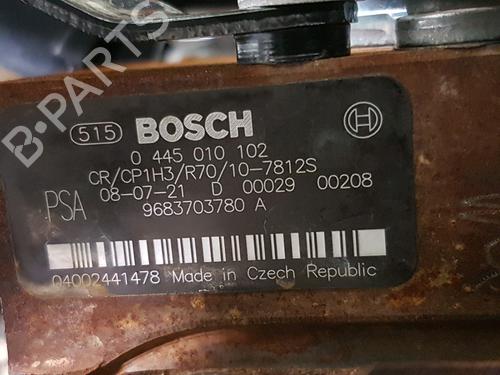 B-PARTS
515 BOSCH
0 445 010 102
CR/CP1H3/R70/10-7812S
08-07-21 D 00029 00208
PSA 9683703780 A
04002441478 Made in Czech Republic